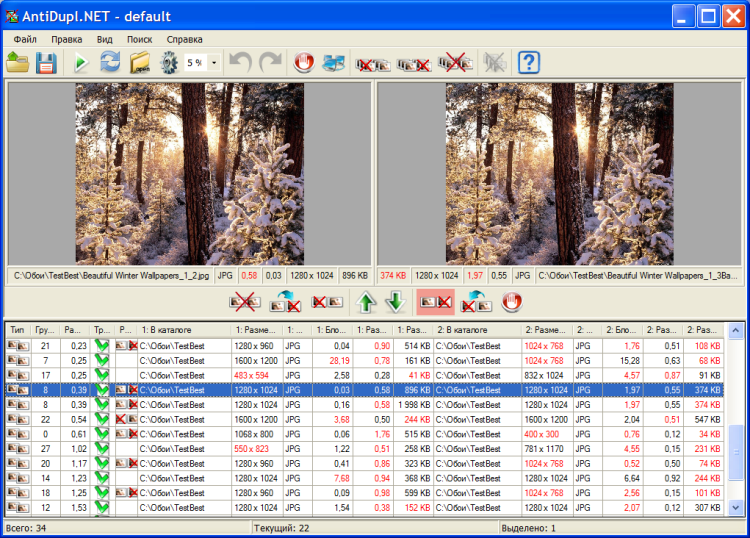 AntiDupl.NET - default
Файл Правка Вид Поиск Справка
open 5 % ?
C:\Обои\TestBest\Beautiful Winter Wallpapers_1_2.jpg JPG 0,58 0,03 1280 x 1024 896 KB 374 KB 1280 x 1024 1,97 0,55 JPG C:\Обои\TestBest\Beautiful Winter Wallpapers_1_3Ba...
Тип Гру... Ра... Тр... Р... 1: В каталоге 1: Разме... 1: ... 1: Бло... 1: Раз... 1: Раз... 2: В каталоге 2: Разме... 2: ... 2: Бло... 2: Раз... 2: Раз...
21 0,23 C:\Обои\TestBest 1280 x 960 JPG 0,04 0,90 514 KB C:\Обои\TestBest 1024 x 768 JPG 1,76 0,51 108 KB
7 0,25 C:\Обои\TestBest 1600 x 1200 JPG 28,19 0,78 161 KB C:\Обои\TestBest 1024 x 768 JPG 15,28 0,63 68 KB
17 0,25 C:\Обои\TestBest 483 x 594 JPG 2,58 0,28 41 KB C:\Обои\TestBest 832 x 1024 JPG 4,57 0,87 91 KB
8 0,39 C:\Обои\TestBest 1280 x 1024 JPG 0,03 0,58 896 KB C:\Обои\TestBest 1280 x 1024 JPG 1,97 0,55 374 KB
8 0,39 C:\Обои\TestBest 1280 x 1024 JPG 0,16 0,58 1 998 KB C:\Обои\TestBest 1280 x 1024 JPG 1,97 0,55 374 KB
22 0,54 C:\Обои\TestBest 1600 x 1200 JPG 3,68 0,50 244 KB C:\Обои\TestBest 1600 x 1200 JPG 2,04 0,51 547 KB
0 0,61 C:\Обои\TestBest 1068 x 800 JPG 0,06 1,76 515 KB C:\Обои\TestBest 400 x 300 JPG 0,76 0,12 34 KB
27 1,02 C:\Обои\TestBest 550 x 823 JPG 1,22 0,51 258 KB C:\Обои\TestBest 781 x 1170 JPG 4,55 0,15 231 KB
20 1,17 C:\Обои\TestBest 1280 x 960 JPG 0,41 0,86 323 KB C:\Обои\TestBest 1024 x 768 JPG 0,52 0,50 74 KB
14 1,23 C:\Обои\TestBest 1280 x 1024 JPG 7,68 0,94 368 KB C:\Обои\TestBest 1280 x 1024 JPG 6,64 0,92 244 KB
18 1,25 C:\Обои\TestBest 1280 x 960 JPG 0,09 0,98 599 KB C:\Обои\TestBest 1024 x 768 JPG 2,56 0,15 101 KB
12 1,53 C:\Обои\TestBest 1280 x 1024 JPG 1,54 0,38 152 KB C:\Обои\TestBest 1280 x 1024 JPG 2,07 0,12 307 KB
Всего: 34 Текущий: 22 Выделено: 1